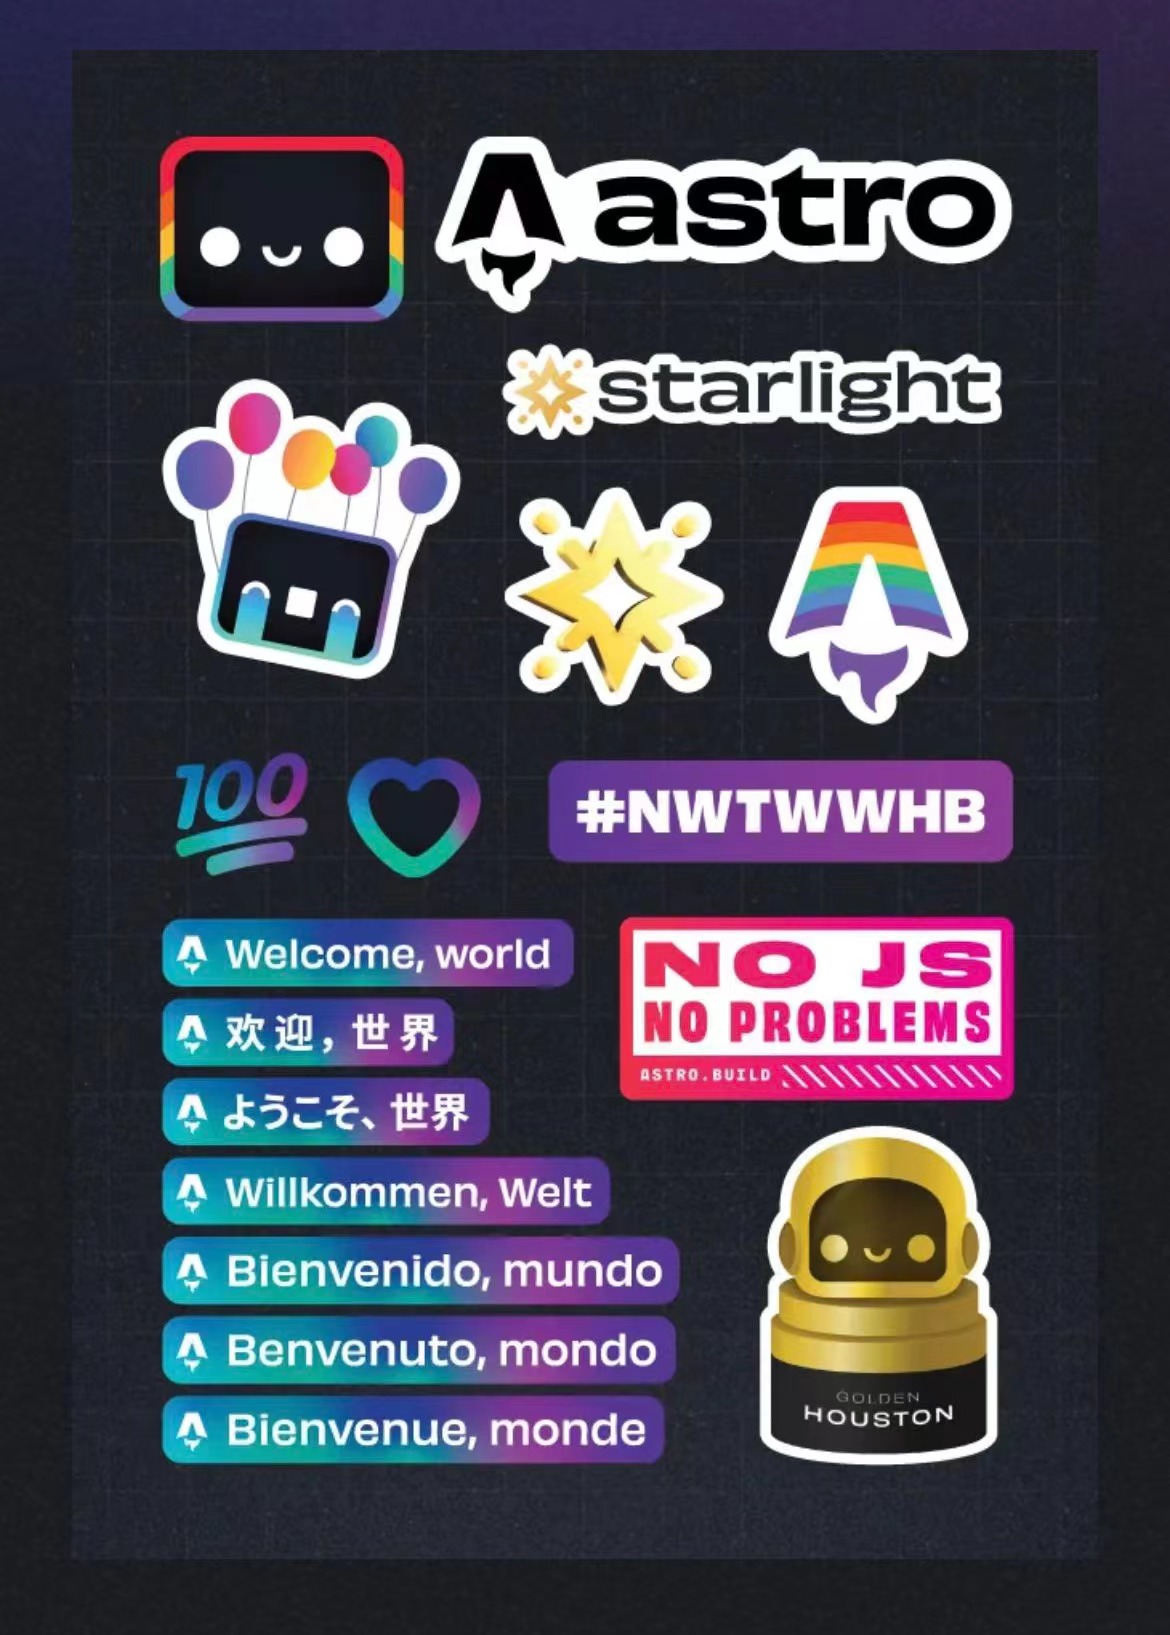 astro
starlight
100
#NWTWWHB
Welcome, world
欢迎，世界
ようこそ、世界
Willkommen, Welt
Bienvenido, mundo
Benvenuto, mondo
Bienvenue, monde
NO JS
NO PROBLEMS
ASTRO.BUILD
GOLDEN
HOUSTON